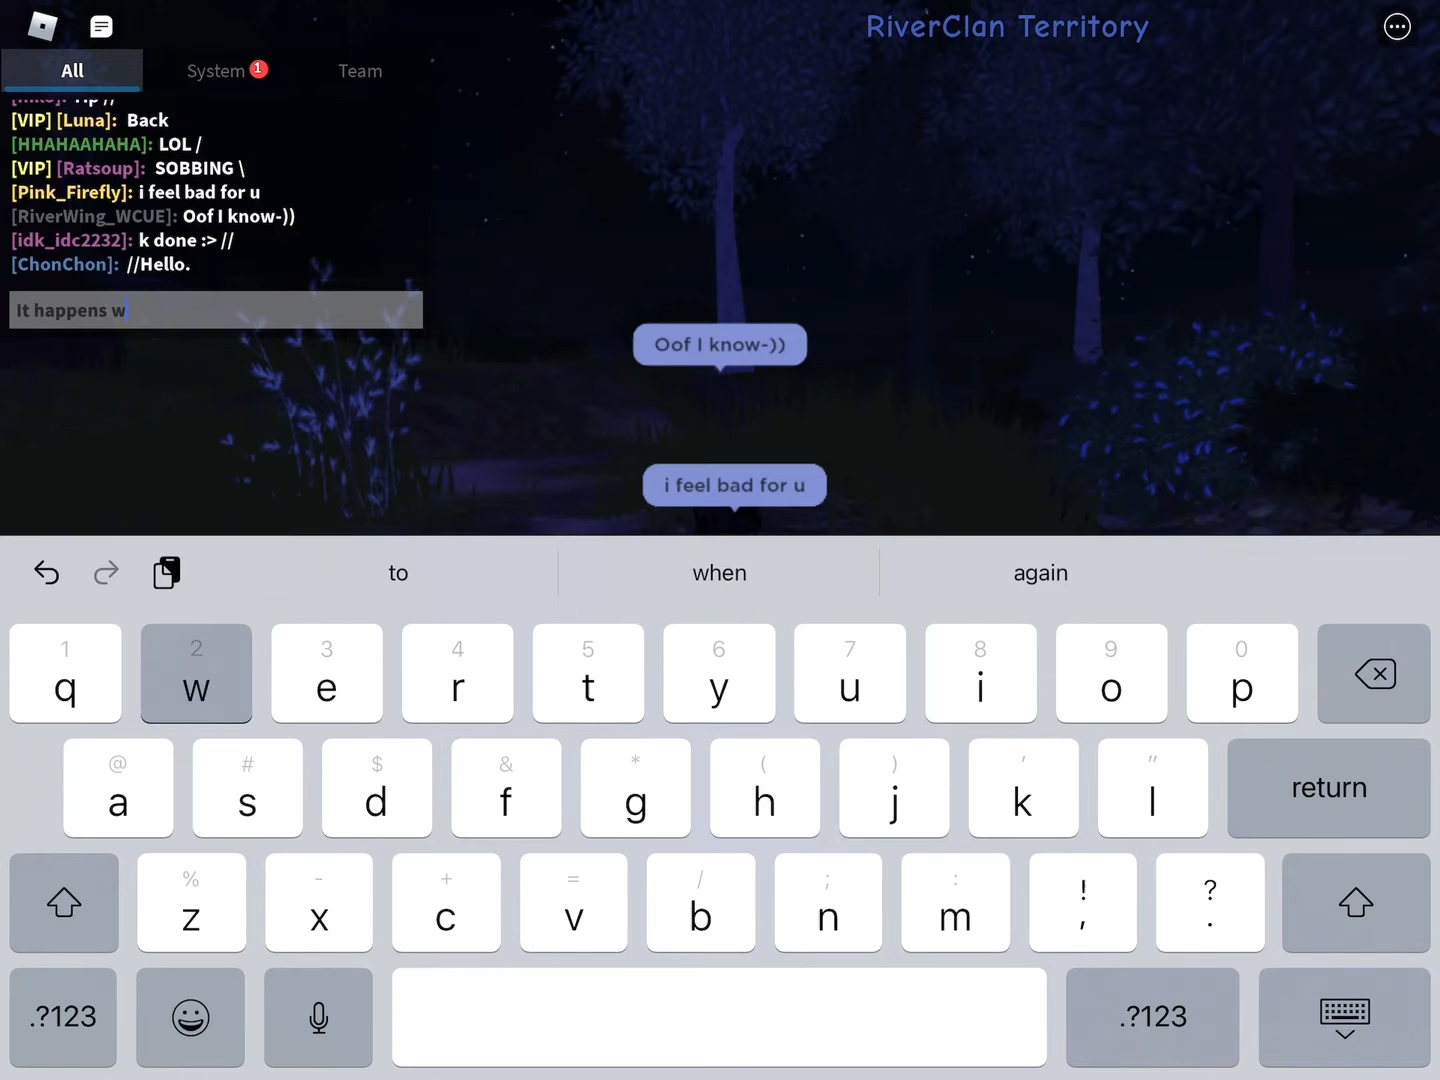 RiverClan Territory
All
System 1
Team
[VIP] [Luna]: Back
[HHAHAAHAHA]: LOL /
[VIP] [Ratsoup]: SOBBING \
[Pink_Firefly]: i feel bad for u
[RiverWing_WCUE]: Oof I know-))
[idk_idc2232]: k done :> //
[ChonChon]: //Hello.
It happens w
Oof I know-))
i feel bad for u
to
when
again
1 2 3 4 5 6 7 8 9 0
q w e r t y u i o p
@ # $ & * ( ) ' "
a s d f g h j k l return
% - + = / ; : ! ?
z x c v b n m , .
.?123 .?123